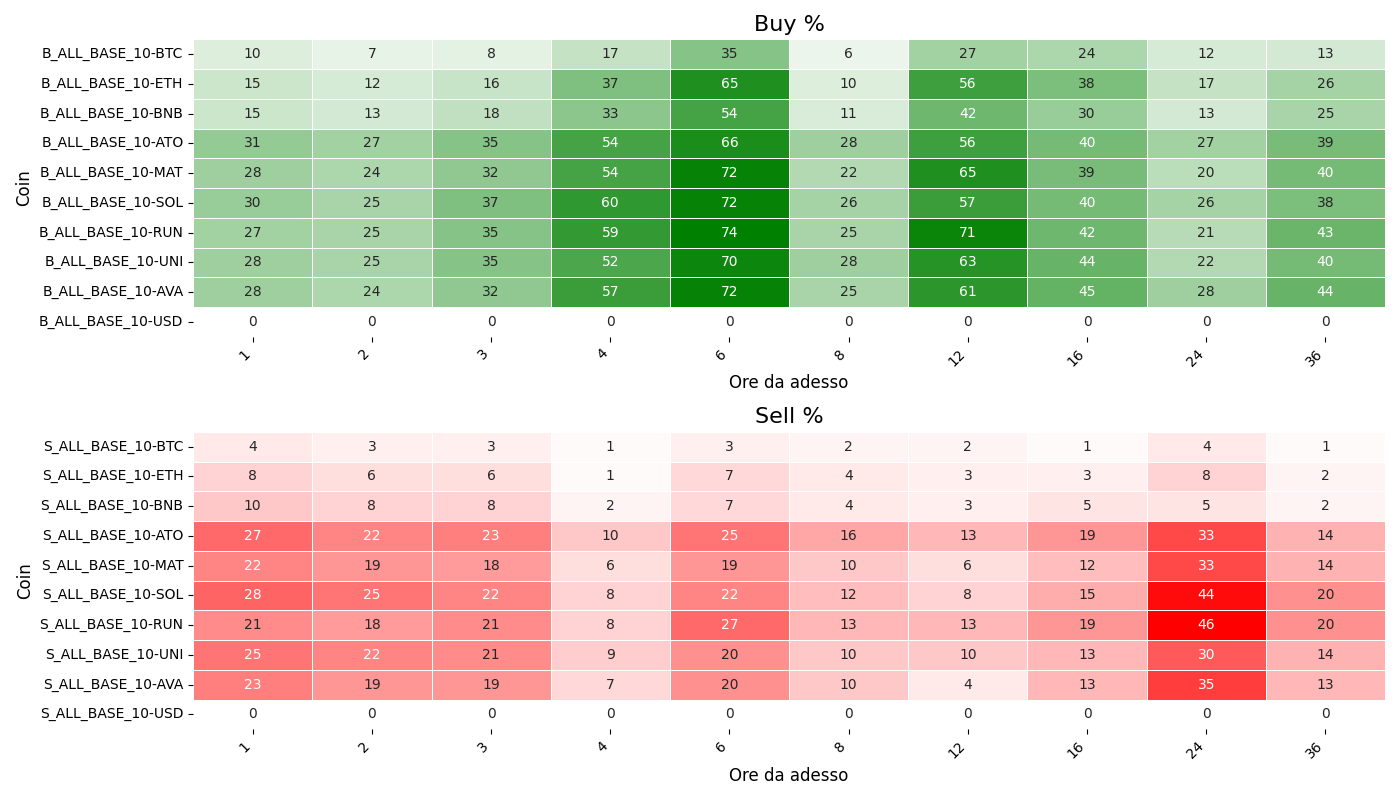 Buy %
Coin
B_ALL_BASE_10-BTC 10 7 8 17 35 6 27 24 12 13
B_ALL_BASE_10-ETH 15 12 16 37 65 10 56 38 17 26
B_ALL_BASE_10-BNB 15 13 18 33 54 11 42 30 13 25
B_ALL_BASE_10-ATO 31 27 35 54 66 28 56 40 27 39
B_ALL_BASE_10-MAT 28 24 32 54 72 22 65 39 20 40
B_ALL_BASE_10-SOL 30 25 37 60 72 26 57 40 26 38
B_ALL_BASE_10-RUN 27 25 35 59 74 25 71 42 21 43
B_ALL_BASE_10-UNI 28 25 35 52 70 28 63 44 22 40
B_ALL_BASE_10-AVA 28 24 32 57 72 25 61 45 28 44
B_ALL_BASE_10-USD 0 0 0 0 0 0 0 0 0 0
1 2 3 4 6 8 12 16 24 36
Ore da adesso
Sell %
Coin
S_ALL_BASE_10-BTC 4 3 3 1 3 2 2 1 4 1
S_ALL_BASE_10-ETH 8 6 6 1 7 4 3 3 8 2
S_ALL_BASE_10-BNB 10 8 8 2 7 4 3 5 5 2
S_ALL_BASE_10-ATO 27 22 23 10 25 16 13 19 33 14
S_ALL_BASE_10-MAT 22 19 18 6 19 10 6 12 33 14
S_ALL_BASE_10-SOL 28 25 22 8 22 12 8 15 44 20
S_ALL_BASE_10-RUN 21 18 21 8 27 13 13 19 46 20
S_ALL_BASE_10-UNI 25 22 21 9 20 10 10 13 30 14
S_ALL_BASE_10-AVA 23 19 19 7 20 10 4 13 35 13
S_ALL_BASE_10-USD 0 0 0 0 0 0 0 0 0 0
1 2 3 4 6 8 12 16 24 36
Ore da adesso